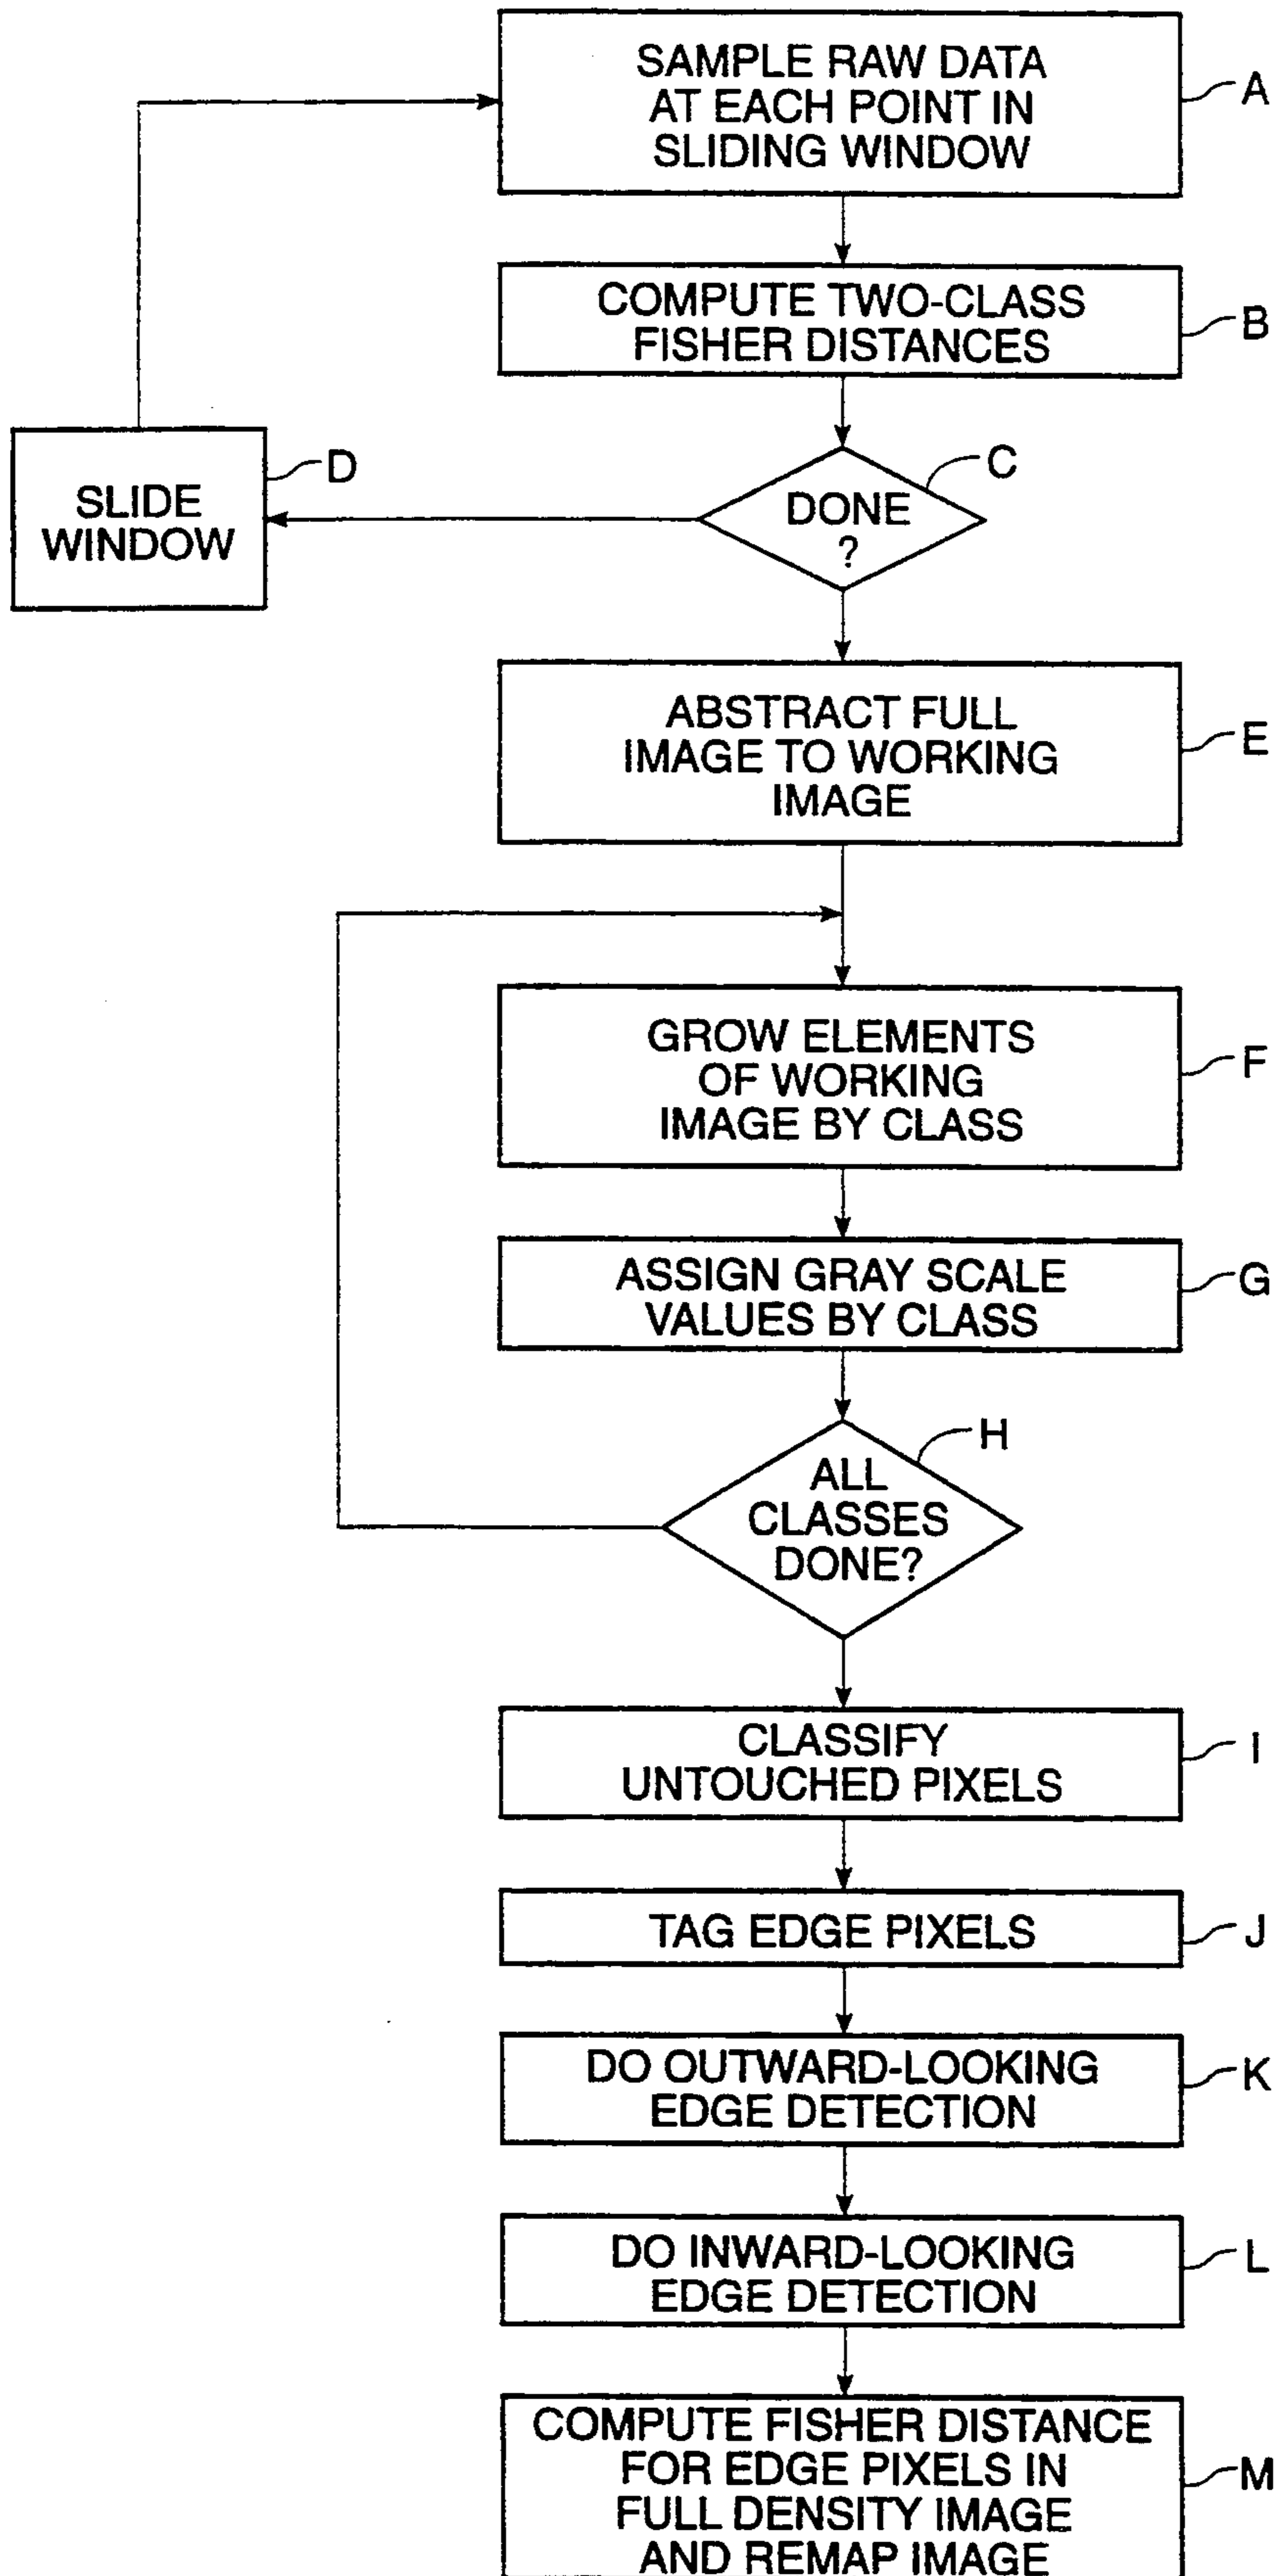 SAMPLE RAW DATA
AT EACH POINT IN
SLIDING WINDOW
A
COMPUTE TWO-CLASS
FISHER DISTANCES
B
DONE
?
C
SLIDE
WINDOW
D
ABSTRACT FULL
IMAGE TO WORKING
IMAGE
E
GROW ELEMENTS
OF WORKING
IMAGE BY CLASS
F
ASSIGN GRAY SCALE
VALUES BY CLASS
G
ALL
CLASSES
DONE?
H
CLASSIFY
UNTOUCHED PIXELS
I
TAG EDGE PIXELS
J
DO OUTWARD-LOOKING
EDGE DETECTION
K
DO INWARD-LOOKING
EDGE DETECTION
L
COMPUTE FISHER DISTANCE
FOR EDGE PIXELS IN
FULL DENSITY IMAGE
AND REMAP IMAGE
M